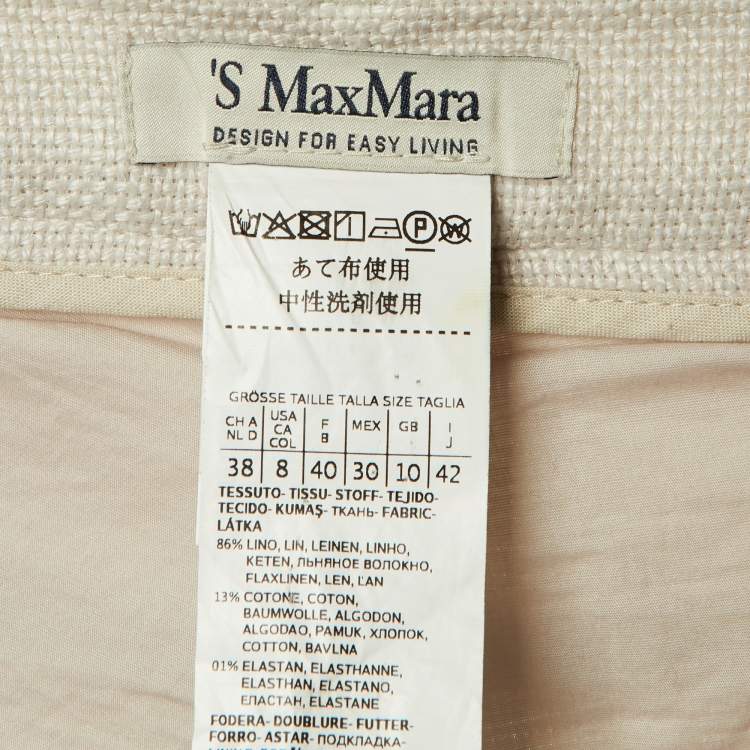 'S MaxMara
DESIGN FOR EASY LIVING
あて布使用
中性洗剤使用
GRÖSSE TAILLE TALLA SIZE TAGLIA
CH A NL D USA CA COL F B MEX GB I J
38 8 40 30 10 42
TESSUTO- TISSU- STOFF- TEJIDO-
TECIDO- KUMAŞ- ТКАНЬ- FABRIC-
LÁTKA
86% LINO, LIN, LEINEN, LINHO,
KETEN, ЛЬНЯНОЕ ВОЛОКНО,
FLAXLINEN, LEN, ĽAN
13% COTONE, COTON,
BAUMWOLLE, ALGODON,
ALGODAO, PAMUK, ХЛОПОК,
COTTON, BAVLNA
01% ELASTAN, ELASTHANNE,
ELASTHAN, ELASTANO,
ЕЛАСТАН, ELASTANE
FODERA- DOUBLURE- FUTTER-
FORRO- ASTAR- ПОДКЛАДКА-